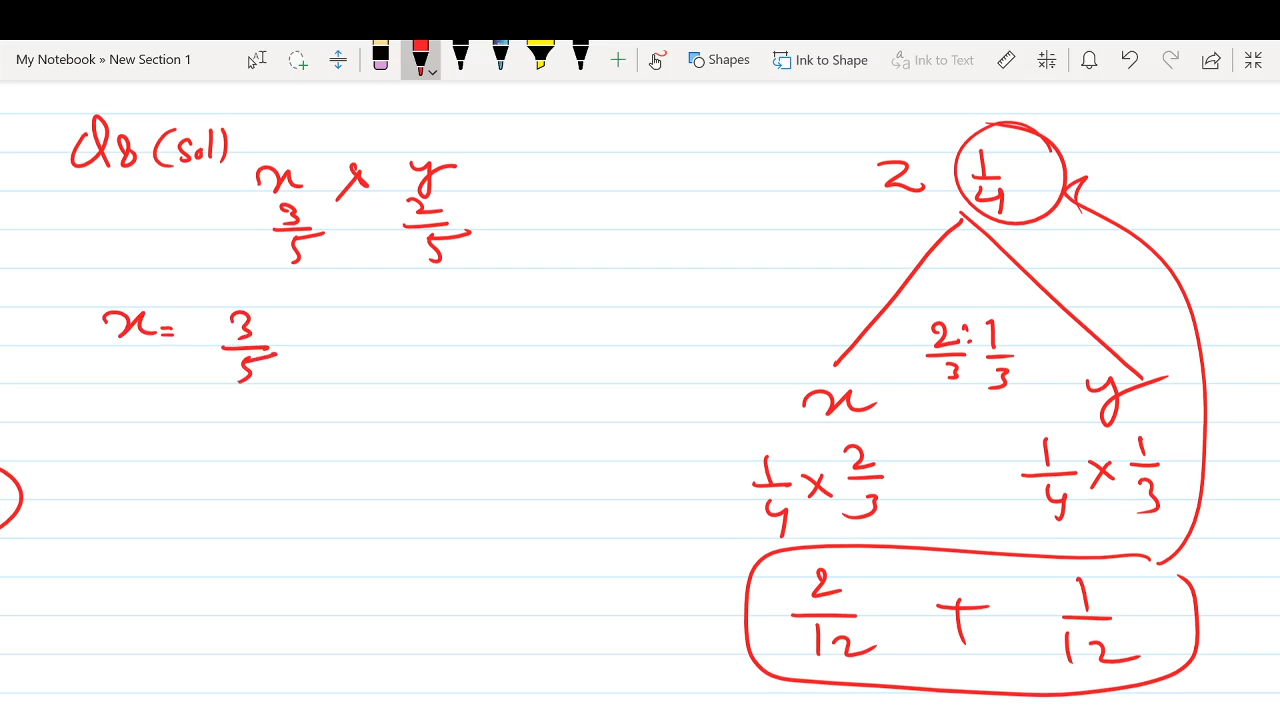 My Notebook » New Section 1
Shapes
Ink to Shape
Ink to Text
Q8 (sol)
x & y
3/5 2/5
x = 3/5
Z 1/4
2/3 : 1/3
x y
1/4 × 2/3 1/4 × 1/3
2/12 + 1/12